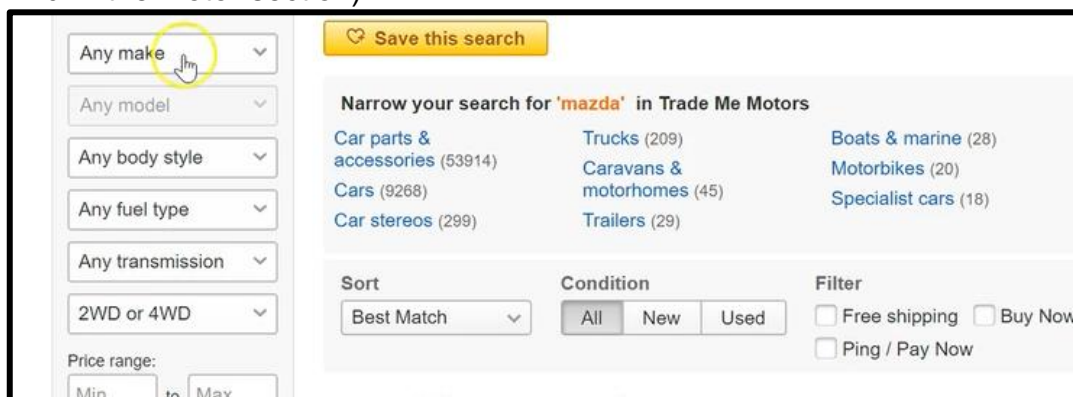 Any make
Any model
Any body style
Any fuel type
Any transmission
2WD or 4WD
Price range:
Min to Max
Save this search
Narrow your search for 'mazda' in Trade Me Motors
Car parts &
accessories (53914)
Cars (9268)
Car stereos (299)
Trucks (209)
Caravans &
motorhomes (45)
Trailers (29)
Boats & marine (28)
Motorbikes (20)
Specialist cars (18)
Sort
Best Match
Condition
All New Used
Filter
Free shipping Buy Now
Ping / Pay Now